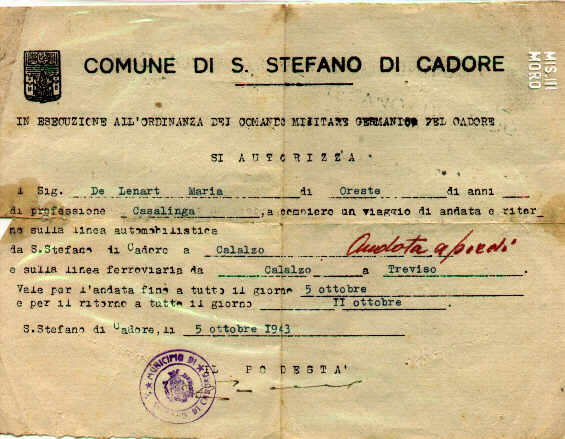 COMUNE DI S. STEFANO DI CADORE
MIS.II
MORO
IN ESECUZIONE ALL'ORDINANZA DEL COMANDO MILITARE GERMANICO PEL CADORE
SI AUTORIZZA
i Sig. De Lenart Maria di Oreste di anni
di professione Casalinga ,a compiere un viaggio di andata e ritor
no sulla linea automobilistica
da S.Stefano di Cadore a Calalzo Andata a piedi
e sulla linea ferroviaria da Calalzo a Treviso.
Vale per l'andata fino a tutto il giorno 5 ottobre
e per il ritorno a tutto il giorno II ottobre.
S.Stefano di Cadore, li 5 ottobre 1943
MUNICIPIO DI
IL PODESTA'